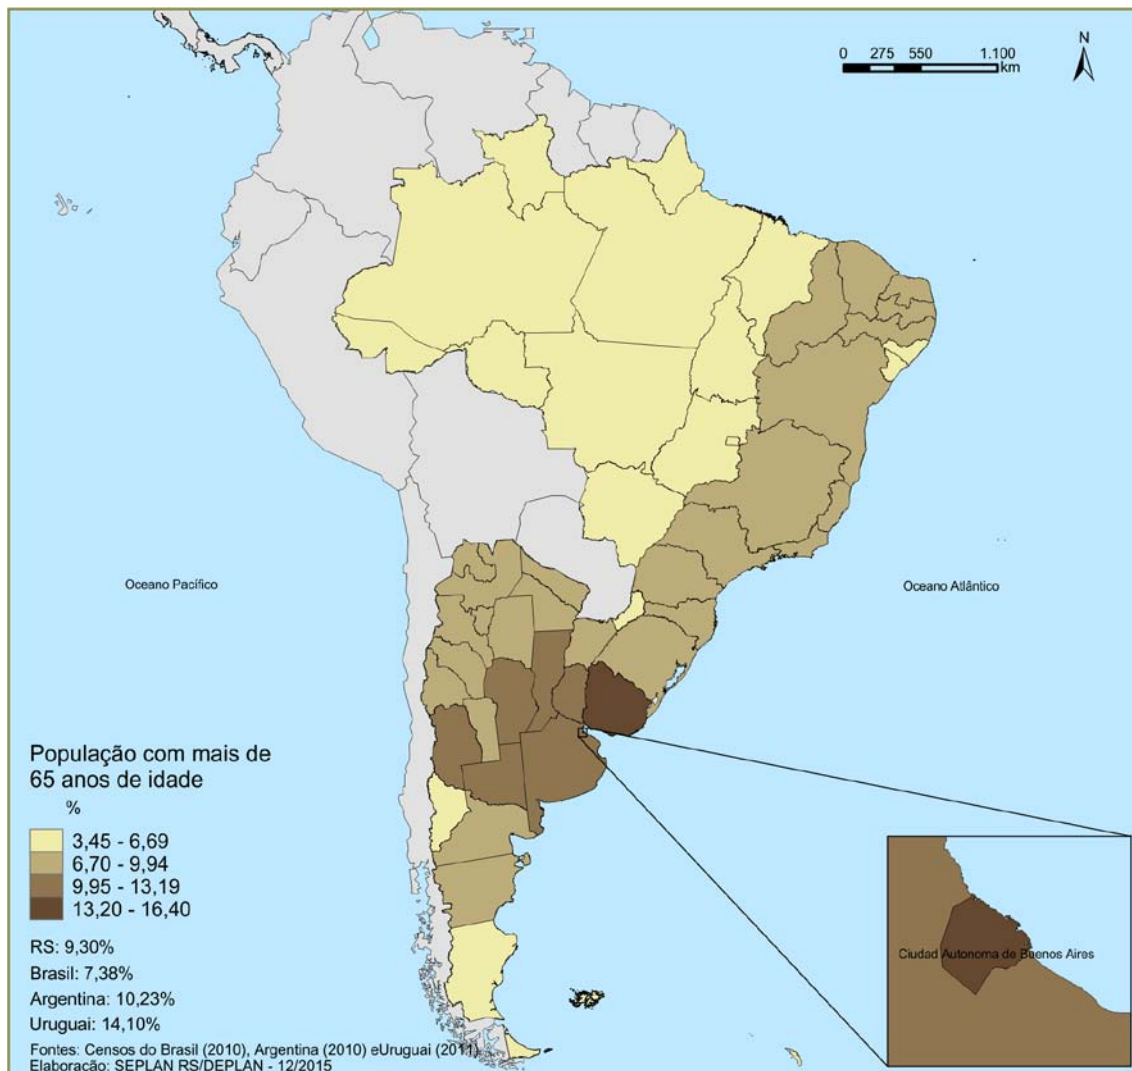 N
0 275 550 1.100
km
Oceano Pacífico
Oceano Atlântico
População com mais de
65 anos de idade
%
3,45 - 6,69
6,70 - 9,94
9,95 - 13,19
13,20 - 16,40
RS: 9,30%
Brasil: 7,38%
Argentina: 10,23%
Uruguai: 14,10%
Fontes: Censos do Brasil (2010), Argentina (2010) eUruguai (2011)
Elaboração: SEPLAN RS/DEPLAN - 12/2015
Ciudad Autonoma de Buenos Aires